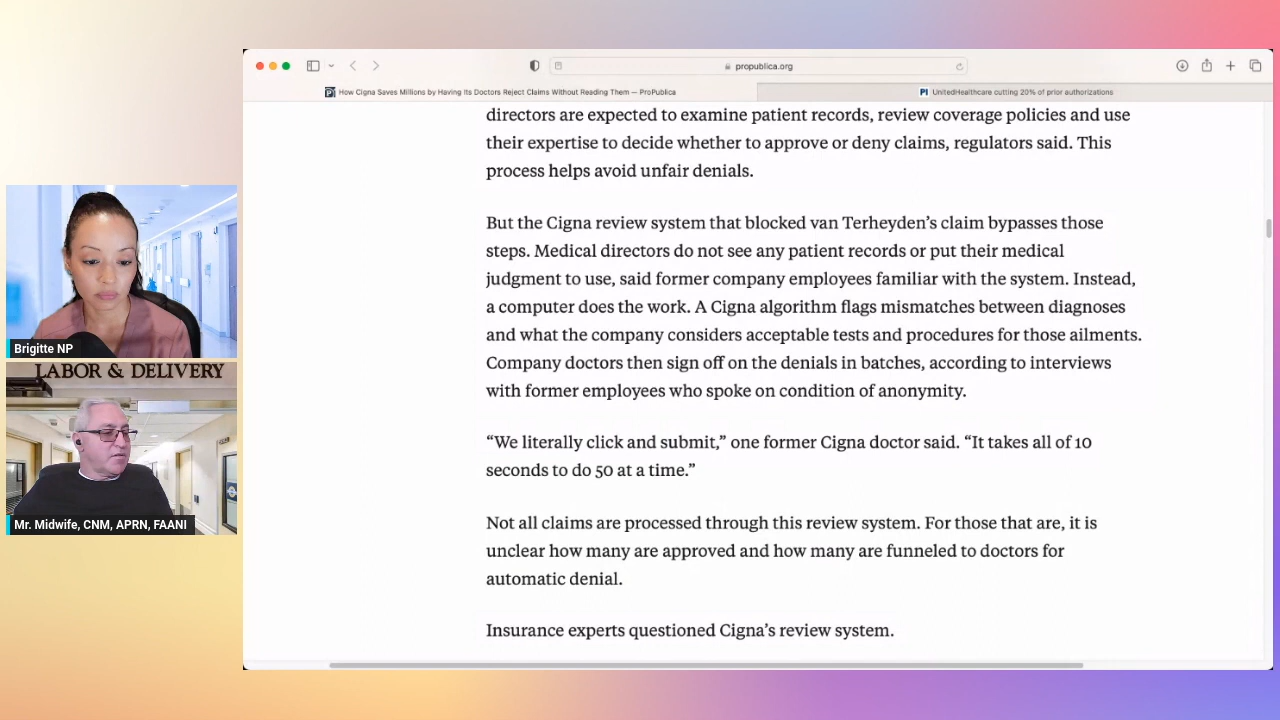 propublica.org
How Cigna Saves Millions by Having Its Doctors Reject Claims Without Reading Them — ProPublica
UnitedHealthcare cutting 20% of prior authorizations
directors are expected to examine patient records, review coverage policies and use
their expertise to decide whether to approve or deny claims, regulators said. This
process helps avoid unfair denials.
But the Cigna review system that blocked van Terheyden’s claim bypasses those
steps. Medical directors do not see any patient records or put their medical
judgment to use, said former company employees familiar with the system. Instead,
a computer does the work. A Cigna algorithm flags mismatches between diagnoses
and what the company considers acceptable tests and procedures for those ailments.
Company doctors then sign off on the denials in batches, according to interviews
with former employees who spoke on condition of anonymity.
“We literally click and submit,” one former Cigna doctor said. “It takes all of 10
seconds to do 50 at a time.”
Not all claims are processed through this review system. For those that are, it is
unclear how many are approved and how many are funneled to doctors for
automatic denial.
Insurance experts questioned Cigna’s review system.
Brigitte NP
LABOR & DELIVERY
Mr. Midwife, CNM, APRN, FAANI